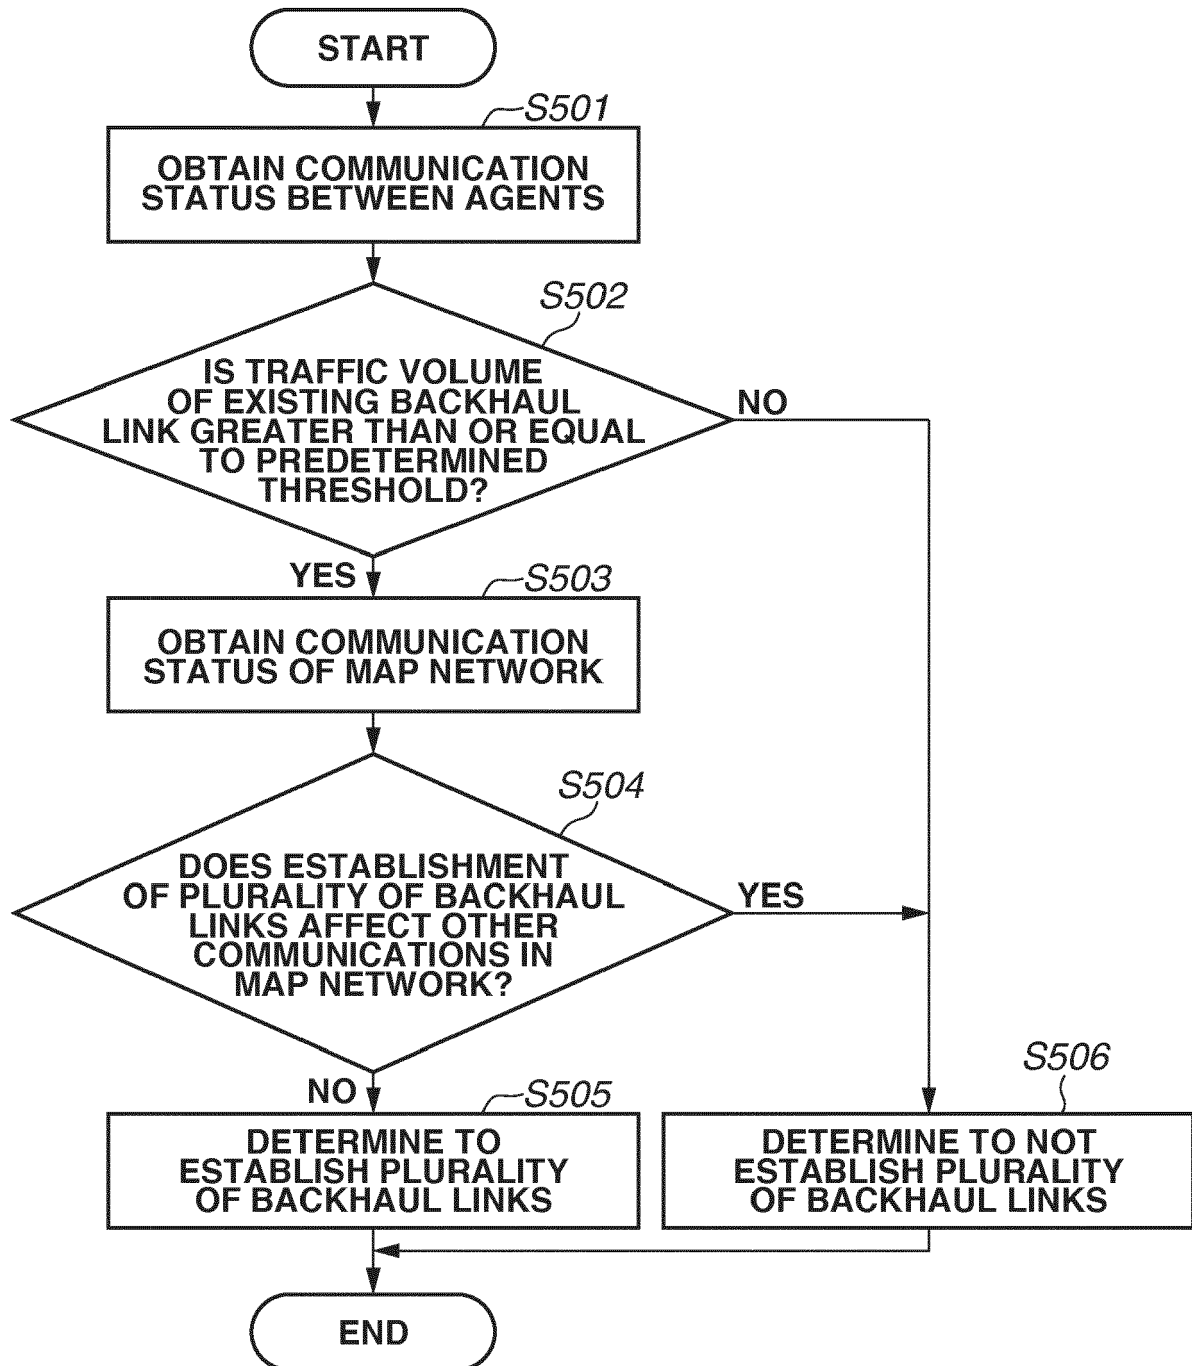 START
S501
OBTAIN COMMUNICATION
STATUS BETWEEN AGENTS
S502
IS TRAFFIC VOLUME
OF EXISTING BACKHAUL
LINK GREATER THAN OR EQUAL
TO PREDETERMINED
THRESHOLD?
NO
YES
S503
OBTAIN COMMUNICATION
STATUS OF MAP NETWORK
S504
DOES ESTABLISHMENT
OF PLURALITY OF BACKHAUL
LINKS AFFECT OTHER
COMMUNICATIONS IN
MAP NETWORK?
YES
NO
S505
DETERMINE TO
ESTABLISH PLURALITY
OF BACKHAUL LINKS
S506
DETERMINE TO NOT
ESTABLISH PLURALITY
OF BACKHAUL LINKS
END